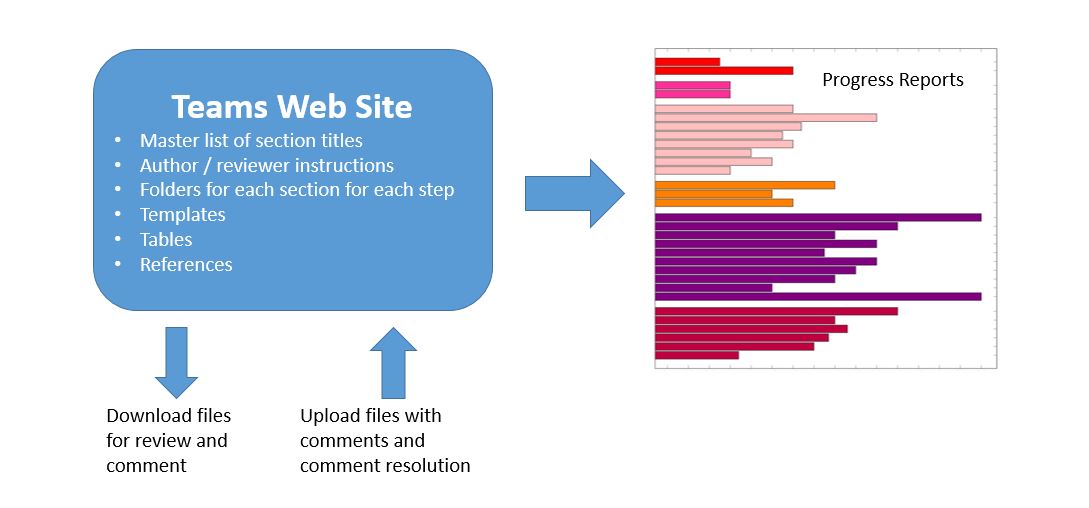 Teams Web Site
• Master list of section titles
• Author / reviewer instructions
• Folders for each section for each step
• Templates
• Tables
• References
Progress Reports
Download files
for review and
comment
Upload files with
comments and
comment resolution